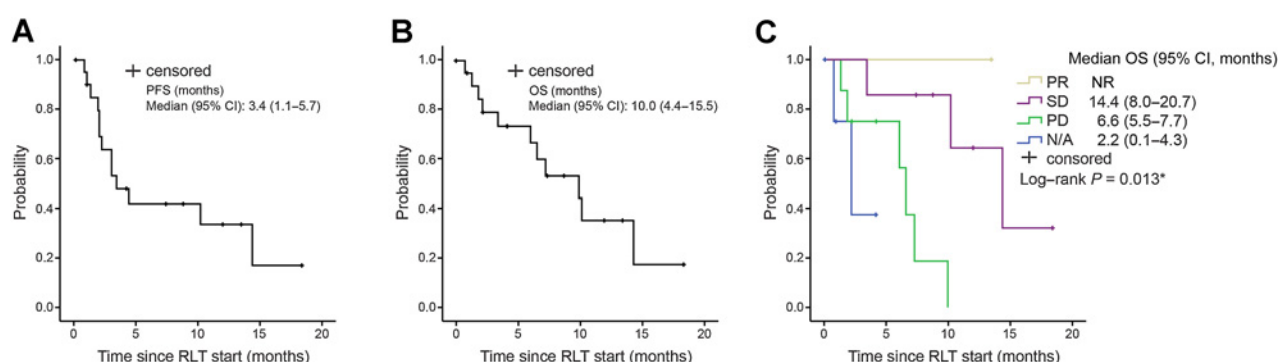 A
Probability
1.0
0.8
0.6
0.4
0.2
0.0
+ censored
PFS (months)
Median (95% CI): 3.4 (1.1–5.7)
0 5 10 15 20
Time since RLT start (months)
B
Probability
1.0
0.8
0.6
0.4
0.2
0.0
+ censored
OS (months)
Median (95% CI): 10.0 (4.4–15.5)
0 5 10 15 20
Time since RLT start (months)
C
Probability
1.0
0.8
0.6
0.4
0.2
0.0
Median OS (95% CI, months)
PR NR
SD 14.4 (8.0–20.7)
PD 6.6 (5.5–7.7)
N/A 2.2 (0.1–4.3)
+ censored
Log–rank P = 0.013*
0 5 10 15 20
Time since RLT start (months)